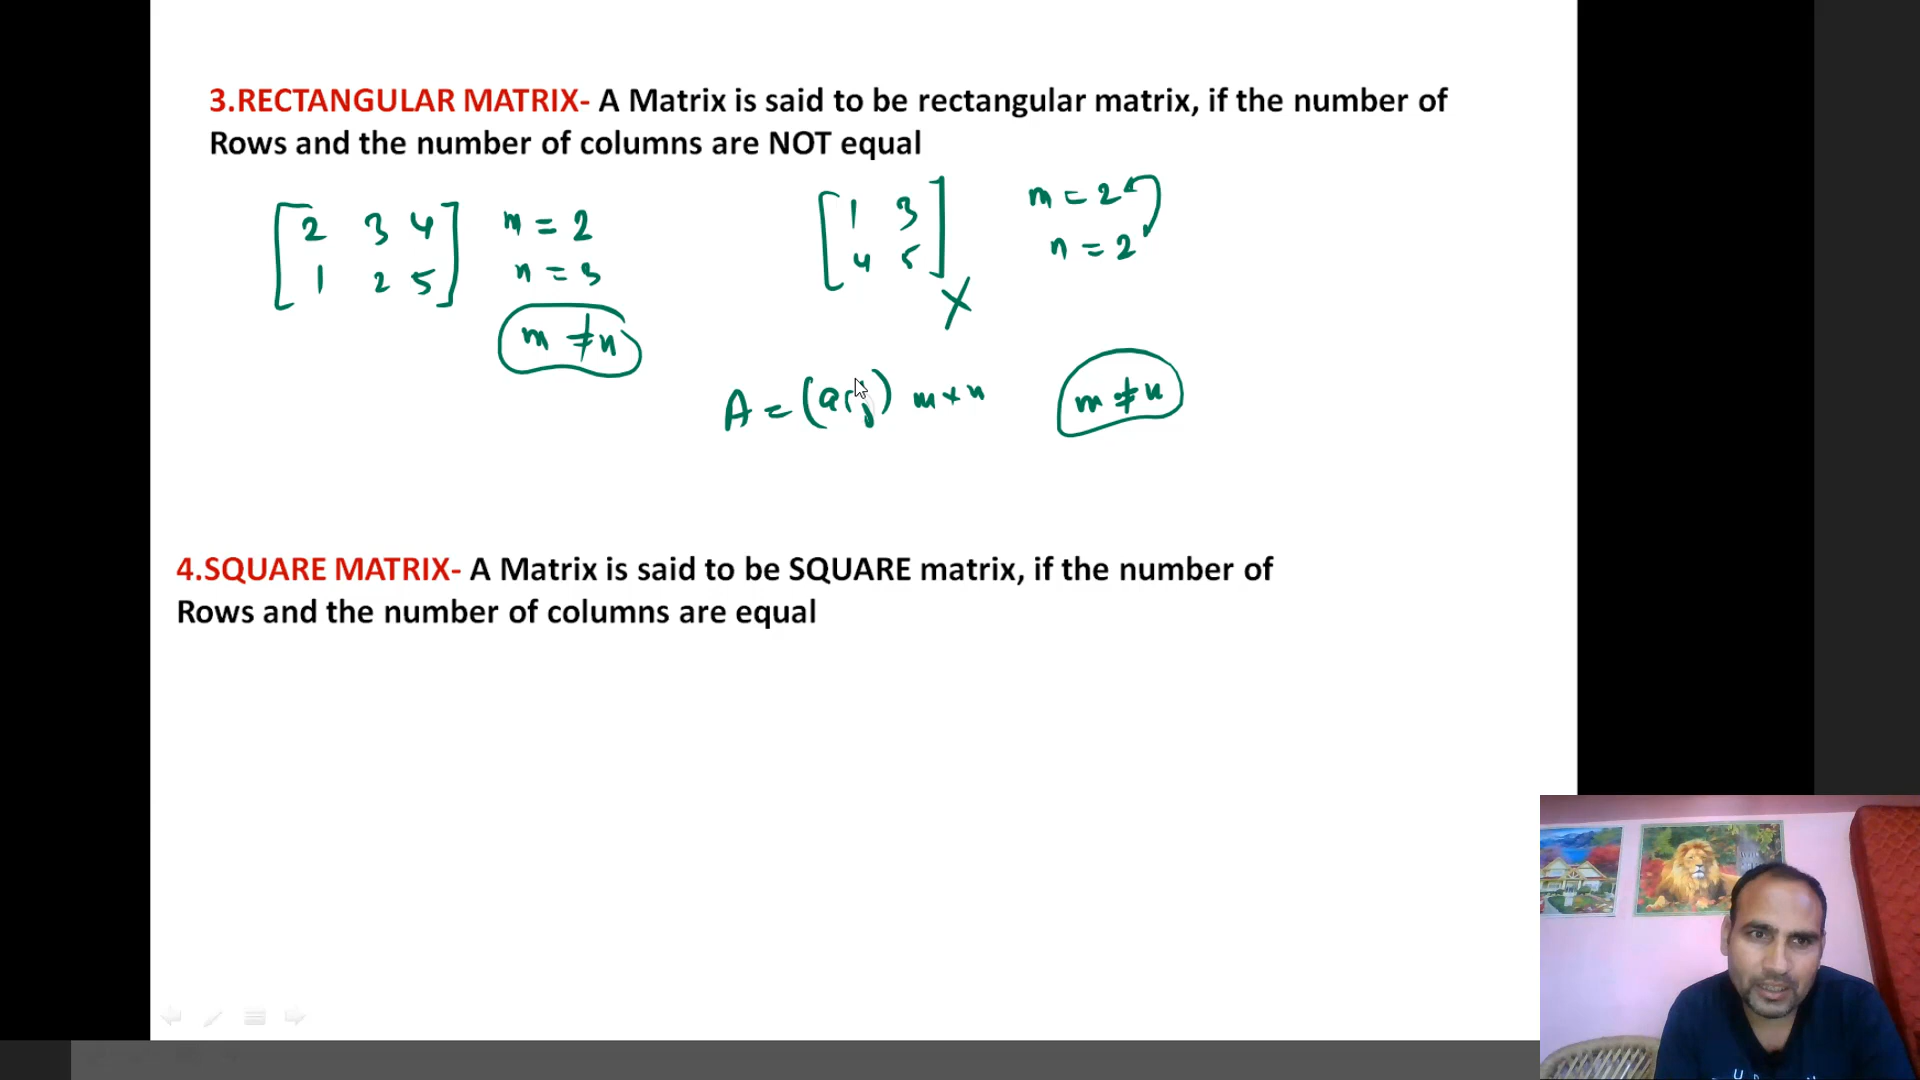 3.RECTANGULAR MATRIX- A Matrix is said to be rectangular matrix, if the number of
Rows and the number of columns are NOT equal
2 3 4
1 2 5
m = 2
n = 3
m ≠ n
1 3
4 5
m = 2
n = 2
X
A = (aij) m×n
m ≠ n
4.SQUARE MATRIX- A Matrix is said to be SQUARE matrix, if the number of
Rows and the number of columns are equal